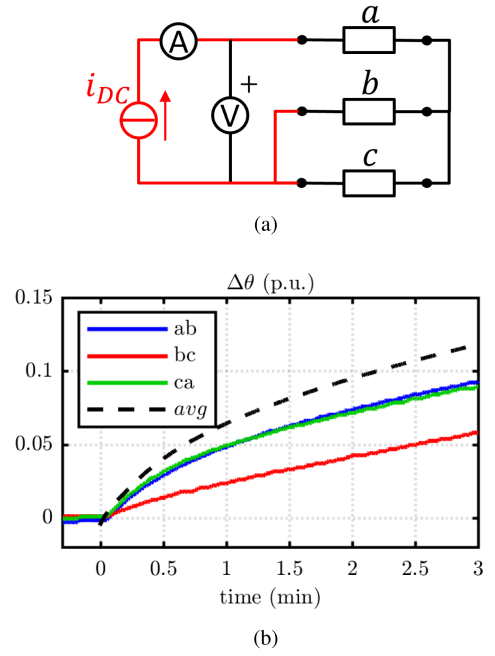 a
A
+
i_DC
b
V
c
(a)
Δθ (p.u.)
0.15
ab
bc
ca
avg
0.1
0.05
0
0 0.5 1 1.5 2 2.5 3
time (min)
(b)